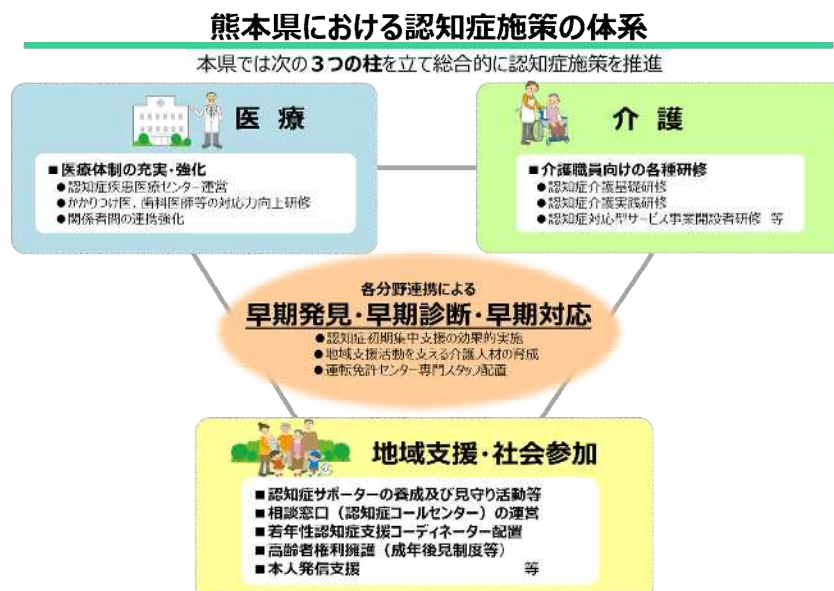 熊本県における認知症施策の体系
本県では次の3つの柱を立て総合的に認知症施策を推進
医 療
■医療体制の充実・強化
●認知症疾患医療センター運営
●かかりつけ医、歯科医師等の対応力向上研修
●関係者間の連携強化
介 護
■介護職員向けの各種研修
●認知症介護基礎研修
●認知症介護実践研修
●認知症対応型サービス事業開設者研修 等
各分野連携による
早期発見・早期診断・早期対応
●認知症初期集中支援の効果的実施
●地域支援活動を支える介護人材の育成
●運転免許センター専門スタッフ配置
地域支援・社会参加
■認知症サポーターの養成及び見守り活動等
■相談窓口（認知症コールセンター）の運営
■若年性認知症支援コーディネーター配置
■高齢者権利擁護（成年後見制度等）
■本人発信支援 等